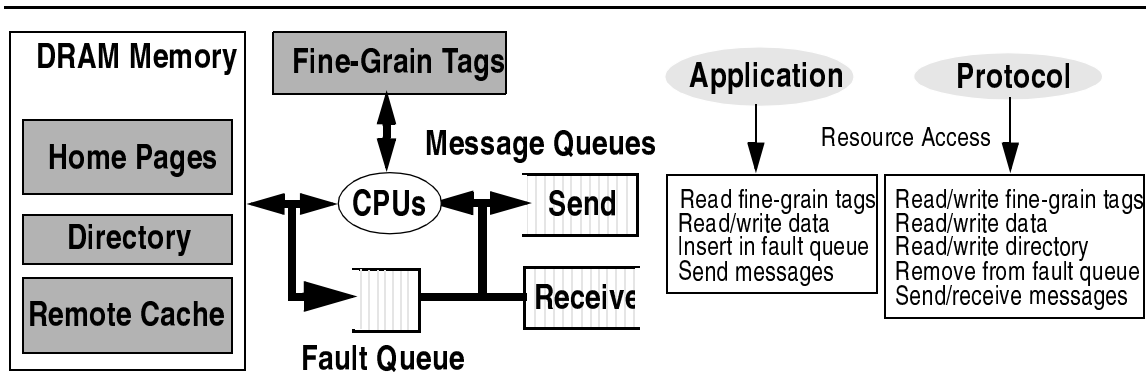 DRAM Memory
Home Pages
Directory
Remote Cache
Fine-Grain Tags
CPUs
Message Queues
Send
Receive
Fault Queue
Application
Protocol
Resource Access
Read fine-grain tags
Read/write data
Insert in fault queue
Send messages
Read/write fine-grain tags
Read/write data
Read/write directory
Remove from fault queue
Send/receive messages